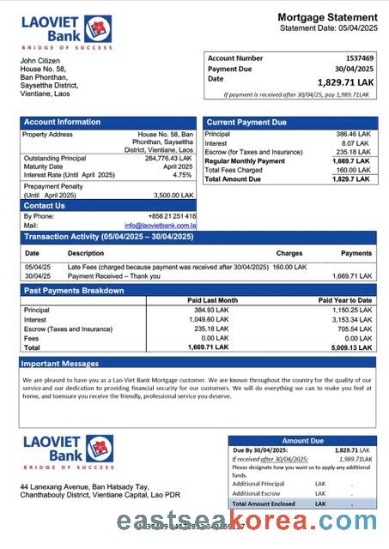 LAOVIET
Bank
BRIDGE OF SUCCESS
Mortgage Statement
Statement Date: 05/04/2025
John Citizen
House No. 58,
Ban Phonthan,
Saysettha District,
Vientiane, Laos
Account Number 1537469
Payment Due 30/04/2025
Date
1,829.71 LAK
If payment is received after 30/04/25, pay 1,989.71LAK
Account Information
Property Address House No. 58, Ban
Phonthan, Saysettha
District, Vientiane, Laos
Outstanding Principal 264,776.43 LAK
Maturity Date April 2025
Interest Rate (Until April 2025) 4.75%
Prepayment Penalty
(Until April 2025) 3,500.00 LAK
Contact Us
By Phone: +856 21 251 418
Mail: info@laovietbank.com.la
Current Payment Due
Principal 386.46 LAK
Interest 8,07 LAK
Escrow (for Taxes and Insurance) 235.18 LAK
Regular Monthly Payment 1,669.7 LAK
Total Fees Charged 160.00 LAK
Total Amount Due 1,829.7 LAK
Transaction Activity (05/04/2025 – 30/04/2025)
Date Description Charges Payments
05/04/25 Late Fees (charged because payment was received after 30/04/2025) 160.00 LAK
30/04/25 Payment Received – Thank you 1,669.71 LAK
Past Payments Breakdown
Paid Last Month Paid Year to Date
Principal 384.93 LAK 1,150.25 LAK
Interest 1,049.60 LAK 3,153.34 LAK
Escrow (Taxes and Insurance) 235.18 LAK 705.54 LAK
Fees 0.00 LAK 0.00 LAK
Total 1,669.71 LAK 5,009.13 LAK
Important Messages
We are pleased to have you as a Lao-Viet Bank Mortgage customer. We are known throughout the country for the quality of our
service and our dedication to providing financial security for our customers. We will do everything we can to make you feel at
home, and to ensure you receive the friendly, professional service you deserve.
LAOVIET
Bank
BRIDGE OF SUCCESS
44 Lanexang Avenue, Ban Hatsady Tay,
Chanthabouly District, Vientiane Capital, Lao PDR
Amount Due
Due By 30/04/2025: 1,829.71 LAK
If received after 30/04/2025: 1,989.71LAK
Please designate how you want us to apply any additional
funds.
Additional Principal LAK .
Additional Escrow LAK .
Total Amount Enclosed LAK .
eastseakorea.com